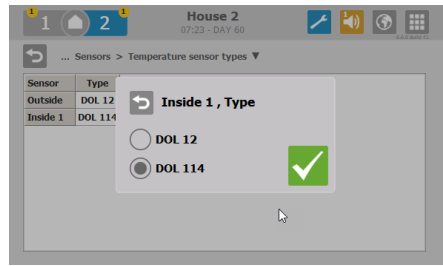 1
1
1
2
House 2
07:23 - DAY 60
1
... Sensors > Temperature sensor types ▼
Sensor Type
Outside DOL 12
Inside 1 DOL 114
Inside 1 , Type
DOL 12
DOL 114